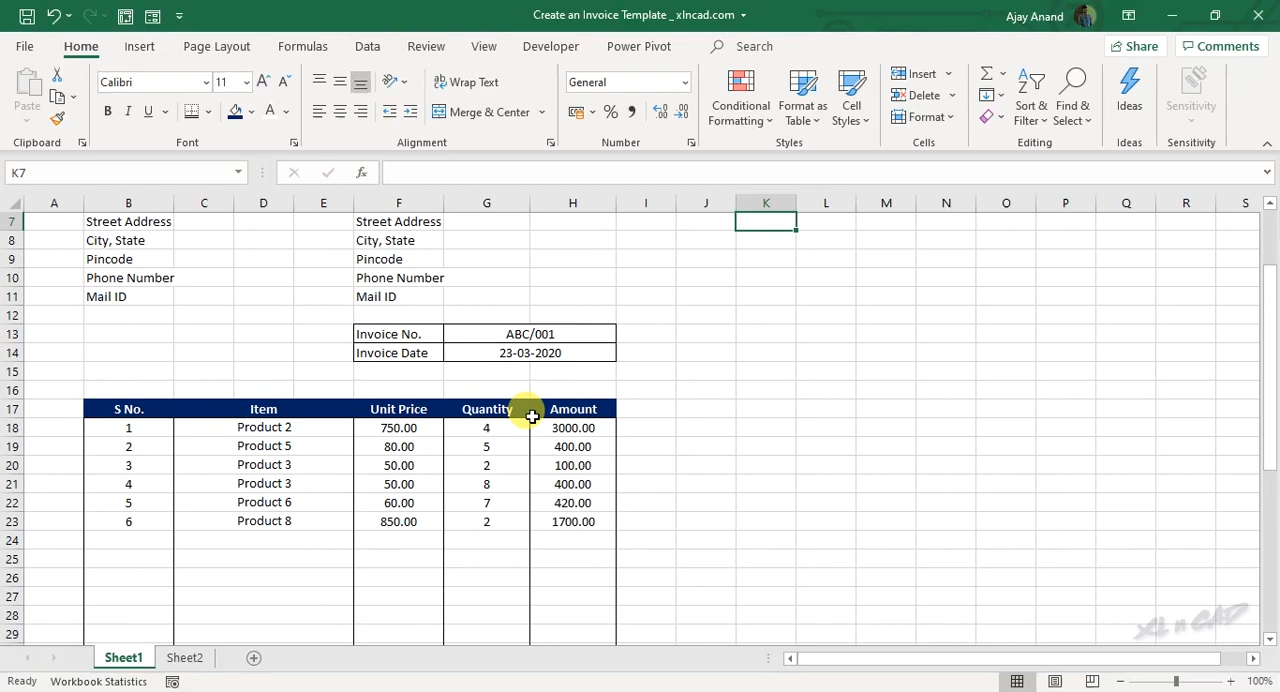 Create an Invoice Template _ xlncad.com
Ajay Anand
File Home Insert Page Layout Formulas Data Review View Developer Power Pivot Search Share Comments
Paste
Clipboard
Calibri 11
B I U
Font
Wrap Text
Merge & Center
Alignment
General
% ,
Number
Conditional Formatting
Format as Table
Cell Styles
Styles
Insert
Delete
Format
Cells
Sort & Filter
Find & Select
Editing
Ideas
Ideas
Sensitivity
Sensitivity
K7 fx
A B C D E F G H I J K L M N O P Q R S
7 Street Address Street Address
8 City, State City, State
9 Pincode Pincode
10 Phone Number Phone Number
11 Mail ID Mail ID
12
13 Invoice No. ABC/001
14 Invoice Date 23-03-2020
15
16
17 S No. Item Unit Price Quantity Amount
18 1 Product 2 750.00 4 3000.00
19 2 Product 5 80.00 5 400.00
20 3 Product 3 50.00 2 100.00
21 4 Product 3 50.00 8 400.00
22 5 Product 6 60.00 7 420.00
23 6 Product 8 850.00 2 1700.00
24
25
26
27
28
29
XL n CAD
Sheet1 Sheet2
Ready Workbook Statistics 100%